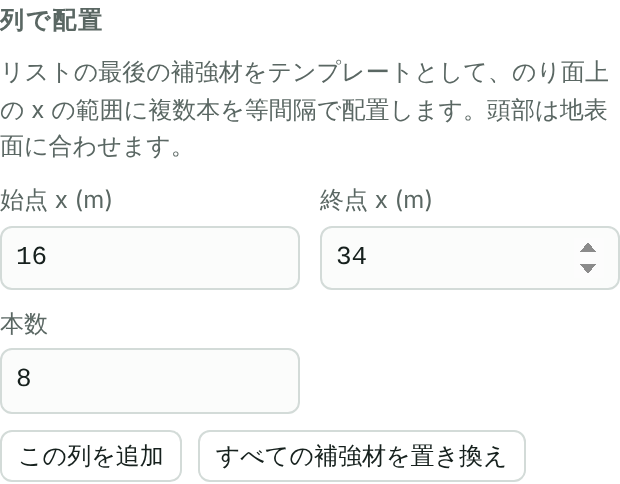 列で配置
リストの最後の補強材をテンプレートとして、のり面上
の x の範囲に複数本を等間隔で配置します。頭部は地表
面に合わせます。
始点 x (m)
終点 x (m)
16
34
本数
8
この列を追加
すべての補強材を置き換え